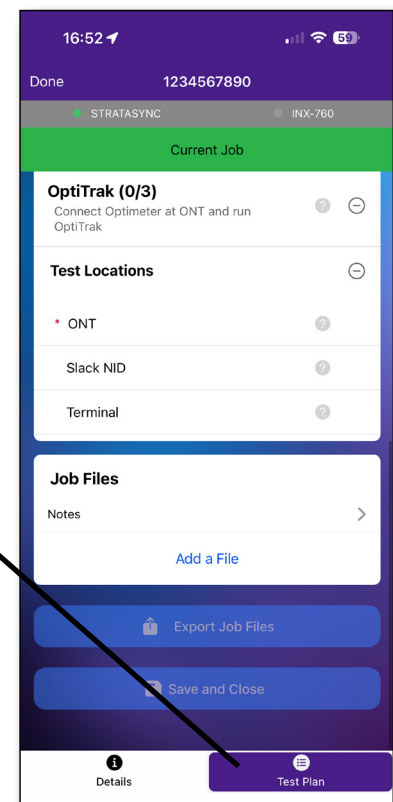 16:52
59
Done
1234567890
STRATASYNC
INX-760
Current Job
OptiTrak (0/3)
Connect Optimeter at ONT and run
OptiTrak
?
Test Locations
* ONT
?
Slack NID
?
Terminal
?
Job Files
Notes
Add a File
Export Job Files
Save and Close
Details
Test Plan